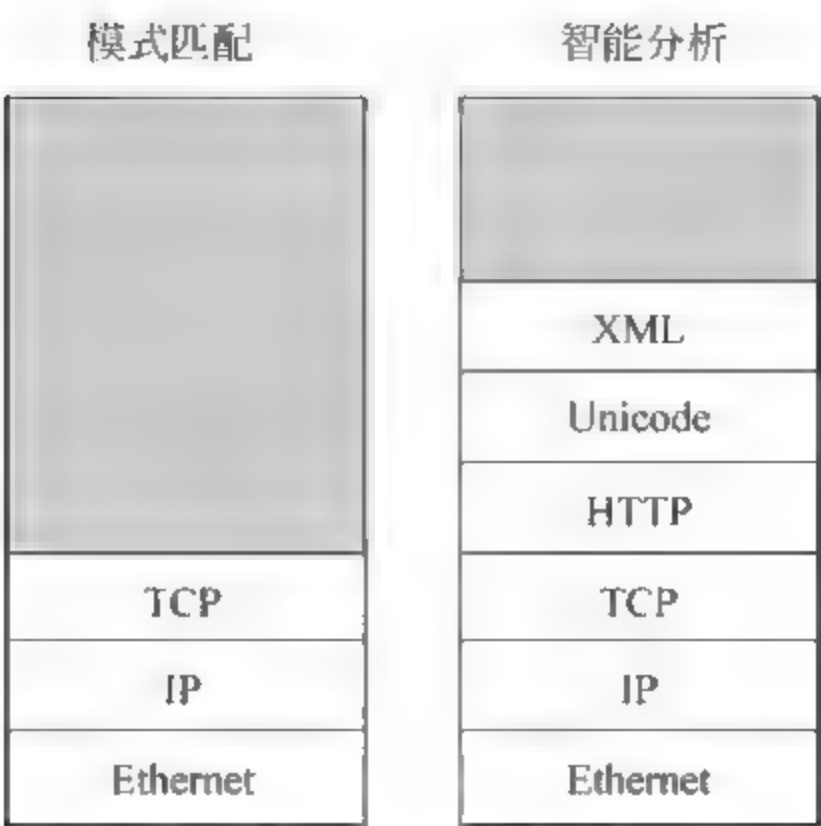 模式匹配
TCP
IP
Ethernet
智能分析
XML
Unicode
HTTP
TCP
IP
Ethernet